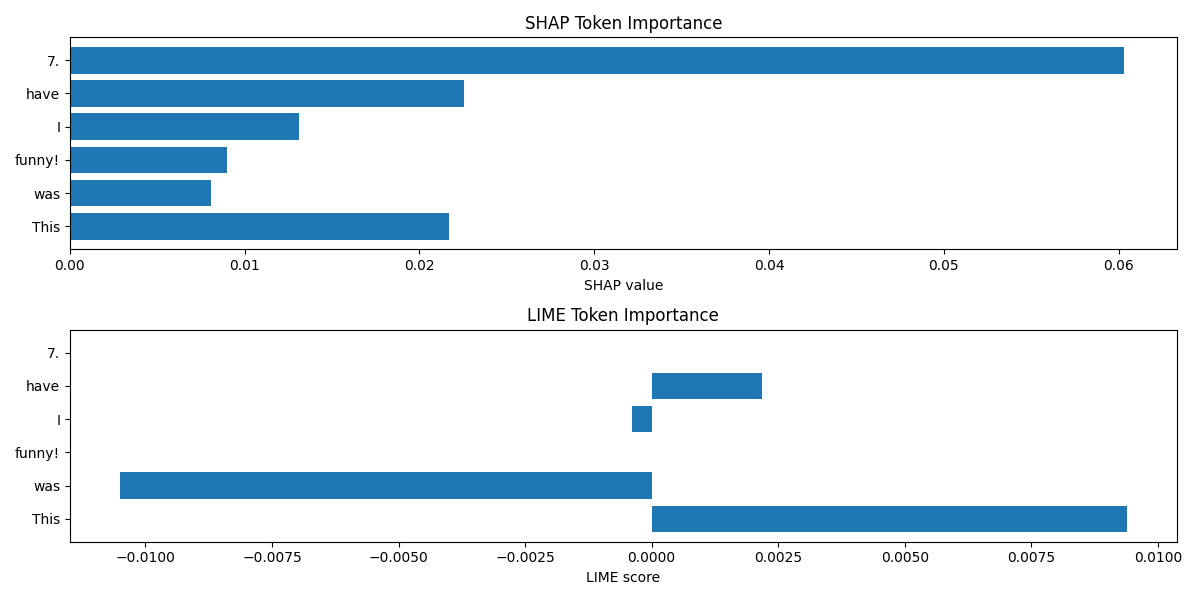 SHAP Token Importance
7.
have
I
funny!
was
This
0.00 0.01 0.02 0.03 0.04 0.05 0.06
SHAP value
LIME Token Importance
7.
have
I
funny!
was
This
−0.0100 −0.0075 −0.0050 −0.0025 0.0000 0.0025 0.0050 0.0075 0.0100
LIME score